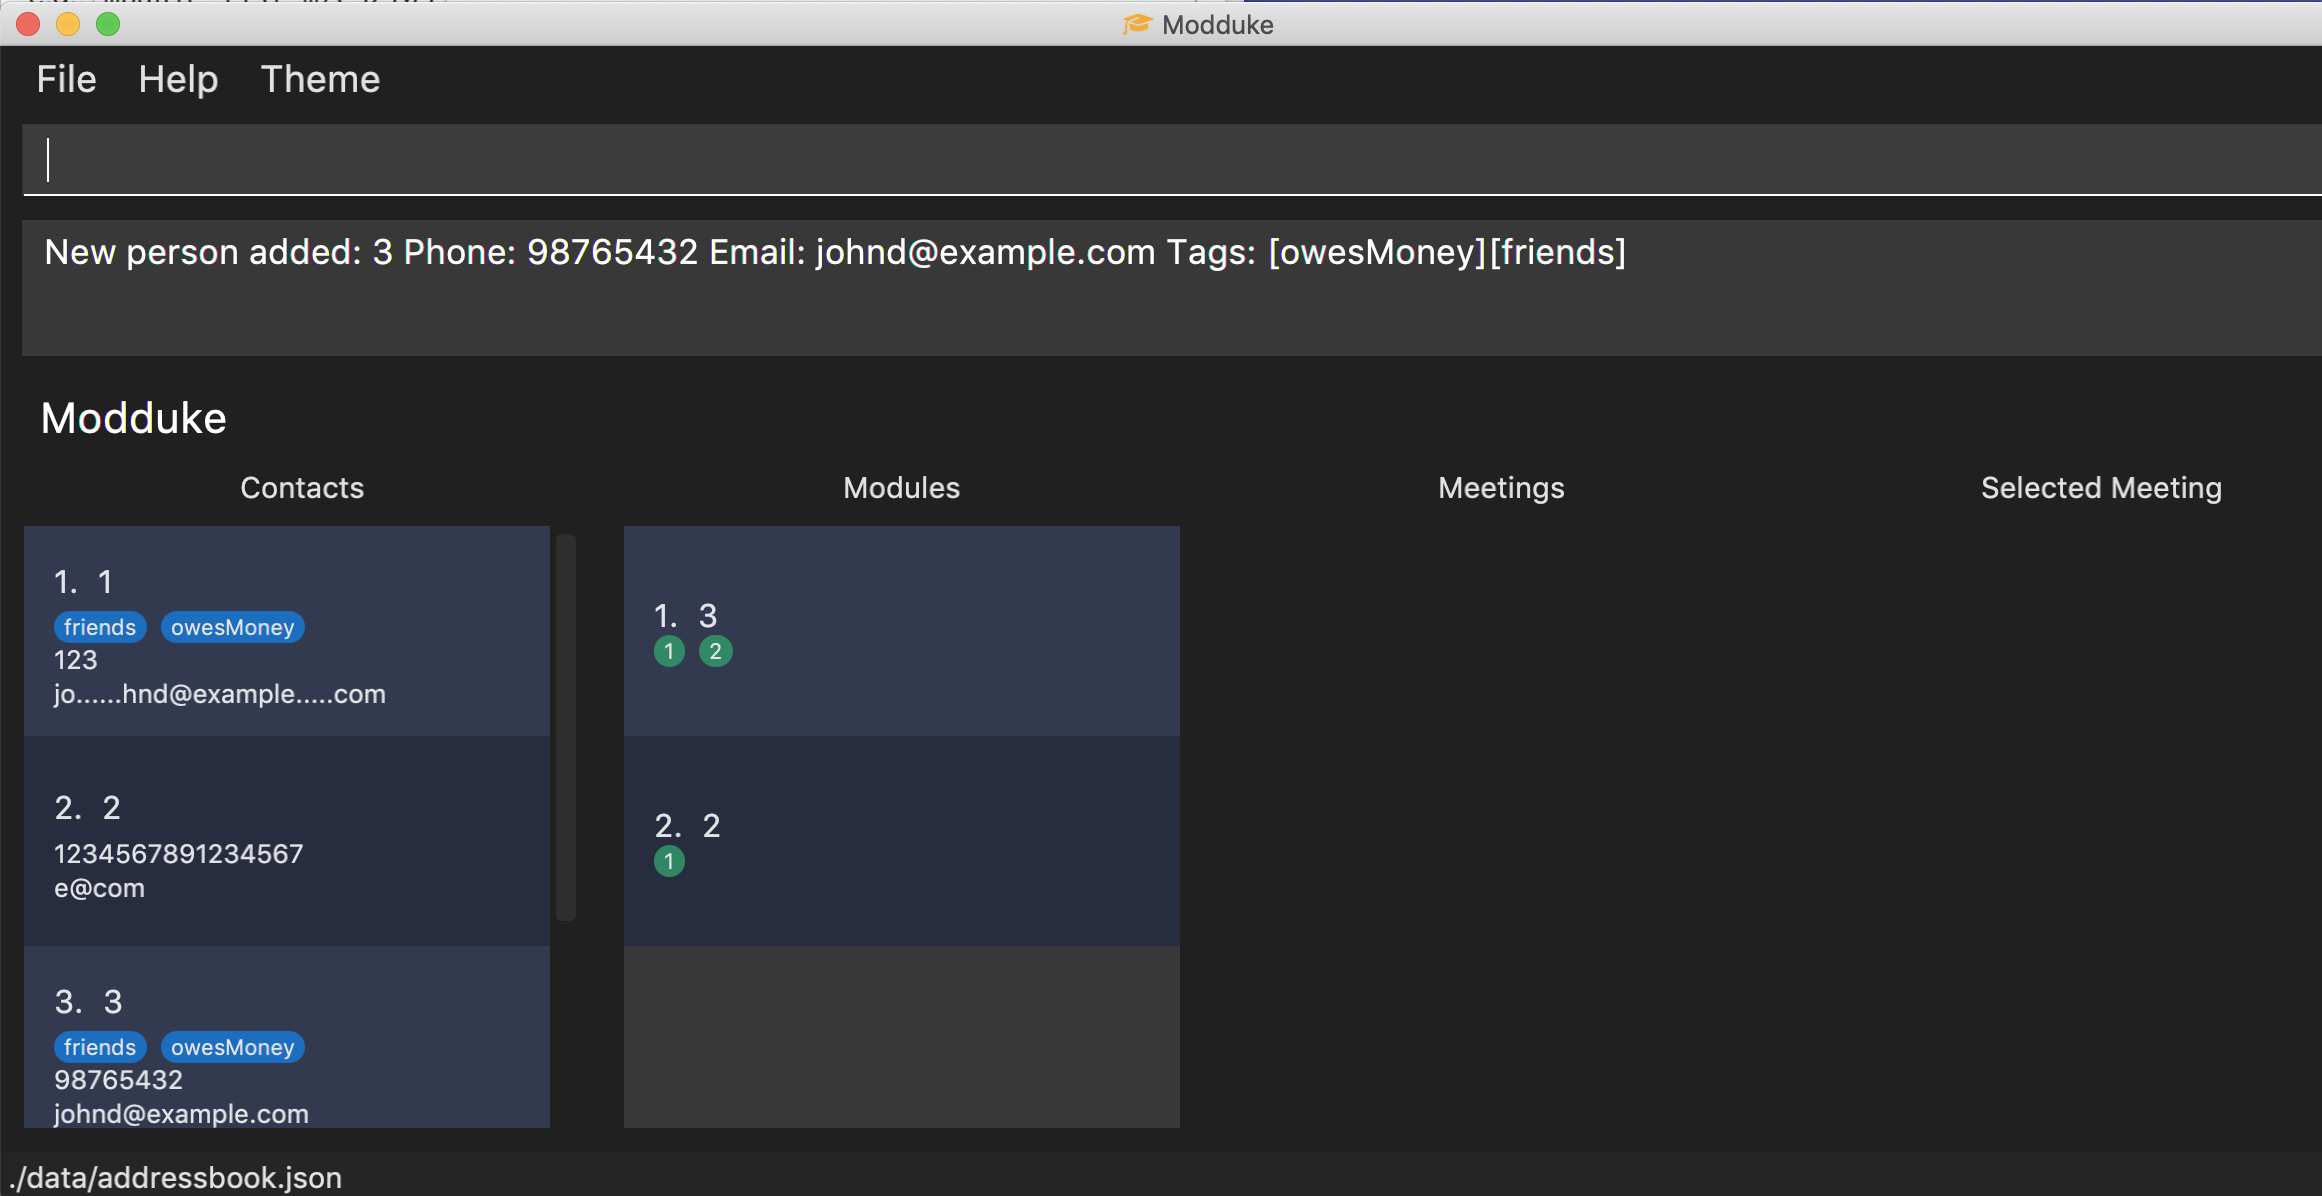 Modduke
File Help Theme
New person added: 3 Phone: 98765432 Email: johnd@example.com Tags: [owesMoney][friends]
Modduke
Contacts Modules Meetings Selected Meeting
1. 1
friends owesMoney
123
jo......hnd@example.....com
2. 2
1234567891234567
e@com
3. 3
friends owesMoney
98765432
johnd@example.com
1. 3
1 2
2. 2
1
./data/addressbook.json